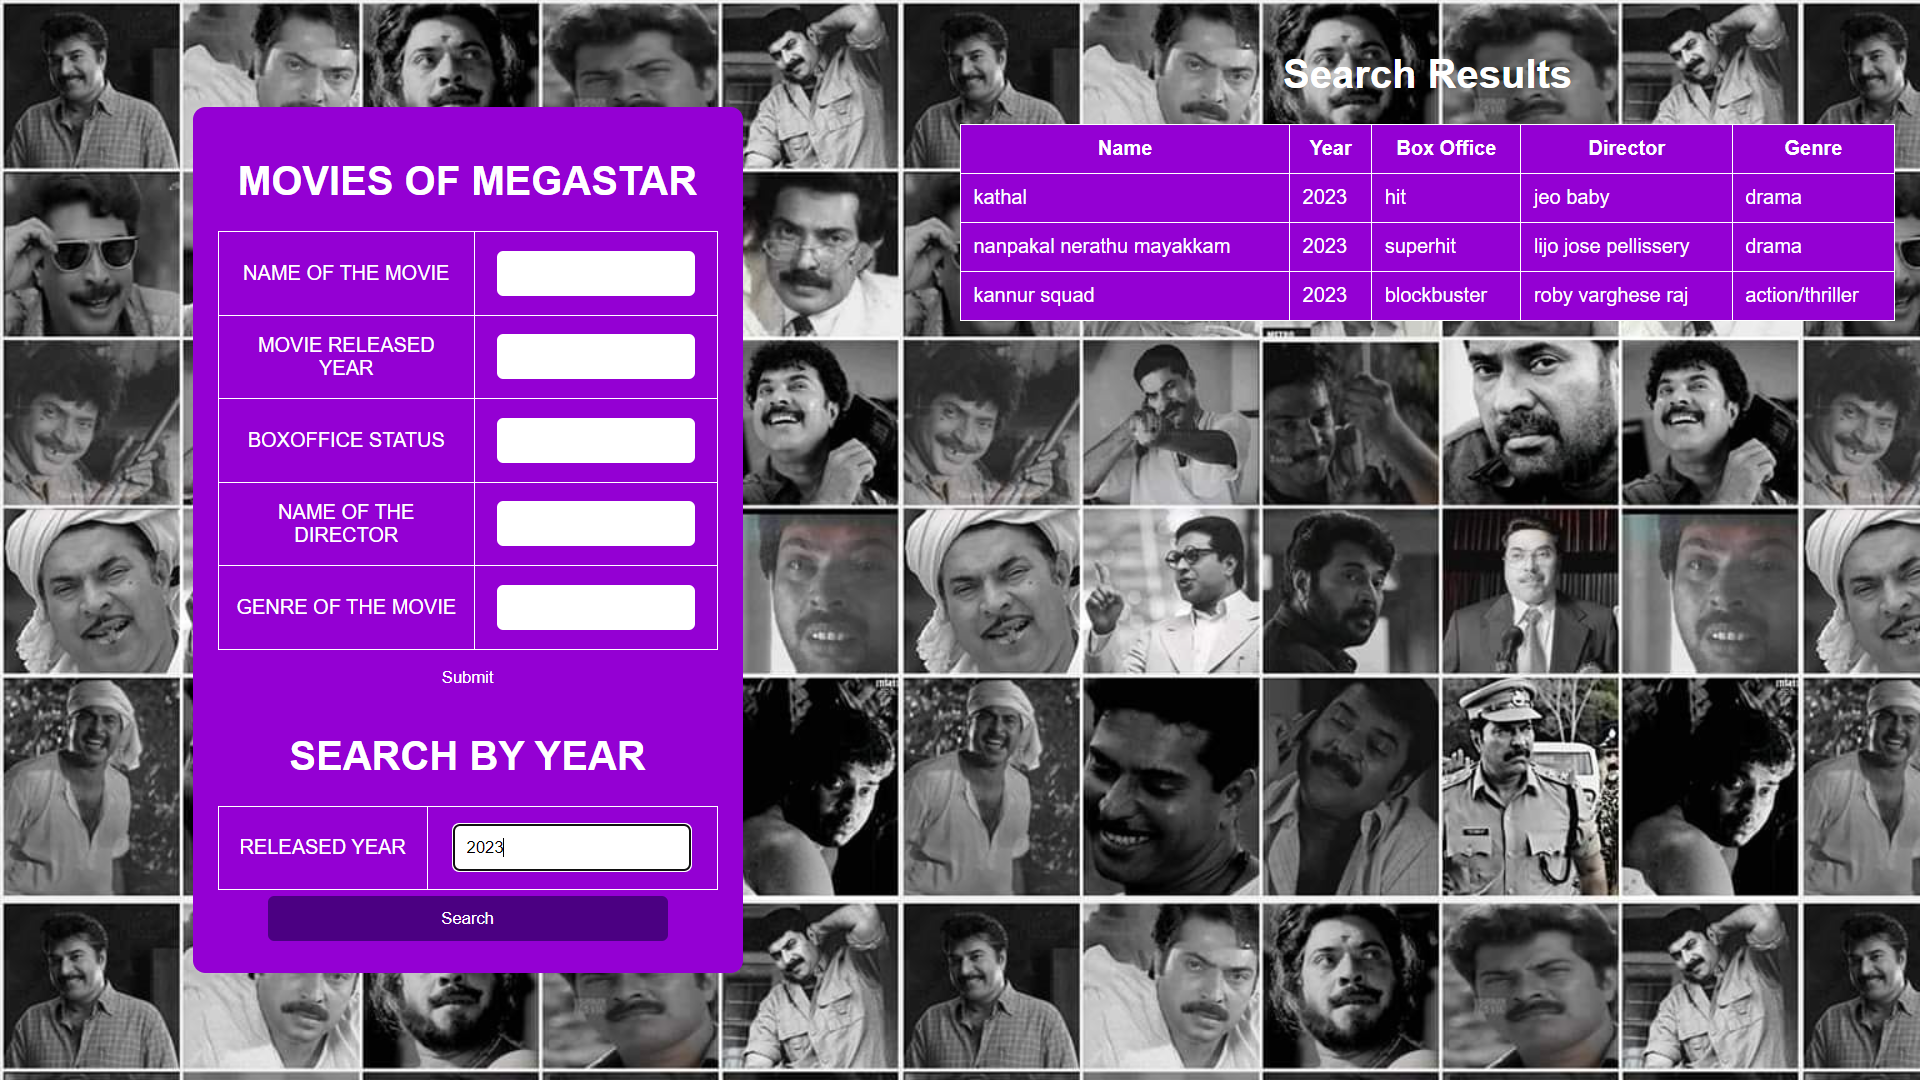 MOVIES OF MEGASTAR
NAME OF THE MOVIE
MOVIE RELEASED
YEAR
BOXOFFICE STATUS
NAME OF THE
DIRECTOR
GENRE OF THE MOVIE
Submit
SEARCH BY YEAR
RELEASED YEAR 2023
Search
Search Results
Name Year Box Office Director Genre
kathal 2023 hit jeo baby drama
nanpakal nerathu mayakkam 2023 superhit lijo jose pellissery drama
kannur squad 2023 blockbuster roby varghese raj action/thriller